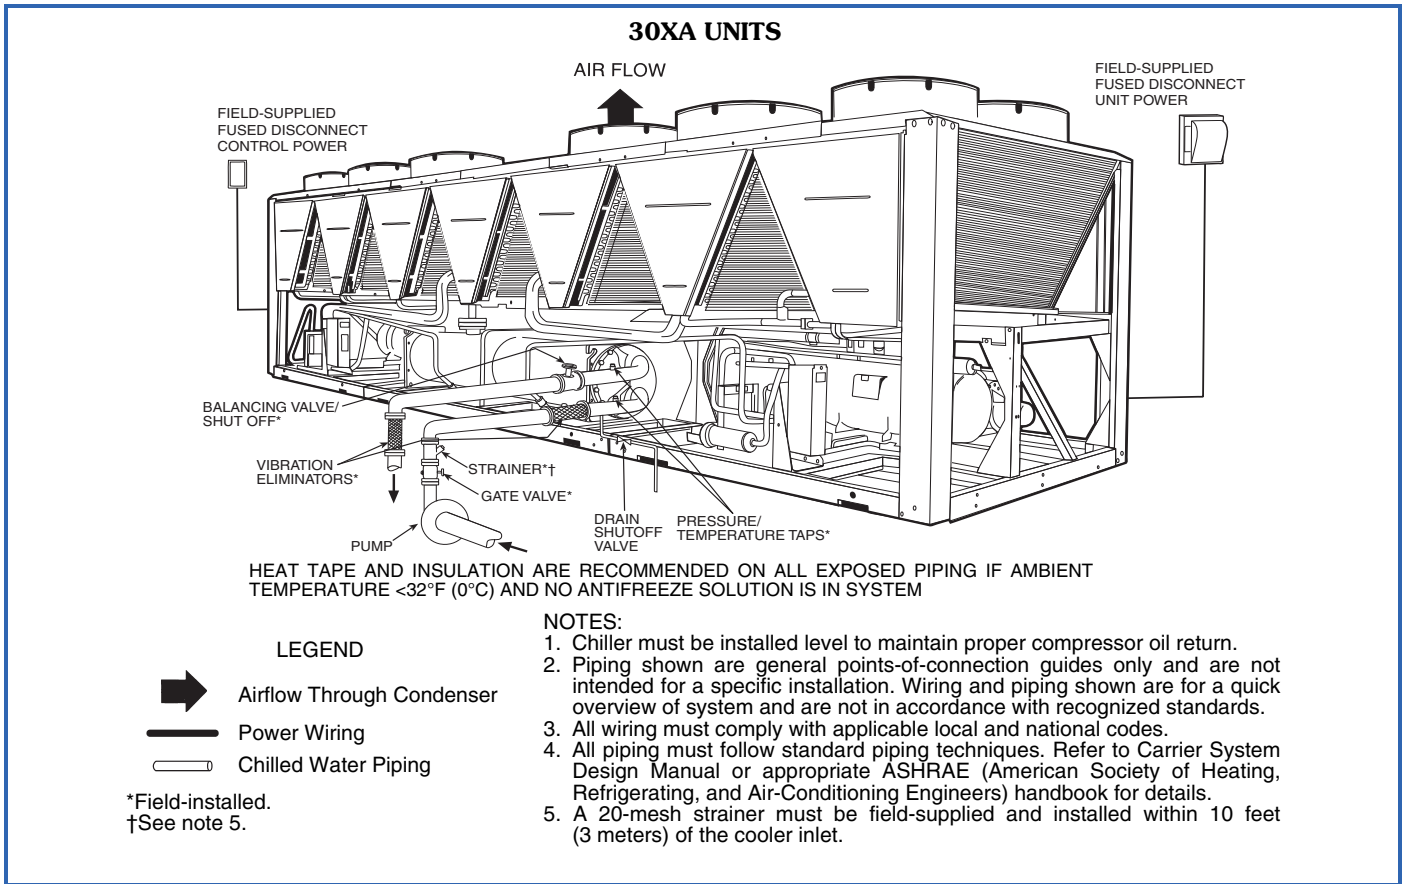 30XA UNITS
AIR FLOW
FIELD-SUPPLIED
FUSED DISCONNECT
UNIT POWER
FIELD-SUPPLIED
FUSED DISCONNECT
CONTROL POWER
BALANCING VALVE/
SHUT OFF*
VIBRATION
ELIMINATORS*
STRAINER*†
GATE VALVE*
PUMP
DRAIN
SHUTOFF
VALVE
PRESSURE/
TEMPERATURE TAPS*
HEAT TAPE AND INSULATION ARE RECOMMENDED ON ALL EXPOSED PIPING IF AMBIENT
TEMPERATURE <32°F (0°C) AND NO ANTIFREEZE SOLUTION IS IN SYSTEM
LEGEND
Airflow Through Condenser
Power Wiring
Chilled Water Piping
*Field-installed.
†See note 5.
NOTES:
1. Chiller must be installed level to maintain proper compressor oil return.
2. Piping shown are general points-of-connection guides only and are not
intended for a specific installation. Wiring and piping shown are for a quick
overview of system and are not in accordance with recognized standards.
3. All wiring must comply with applicable local and national codes.
4. All piping must follow standard piping techniques. Refer to Carrier System
Design Manual or appropriate ASHRAE (American Society of Heating,
Refrigerating, and Air-Conditioning Engineers) handbook for details.
5. A 20-mesh strainer must be field-supplied and installed within 10 feet
(3 meters) of the cooler inlet.